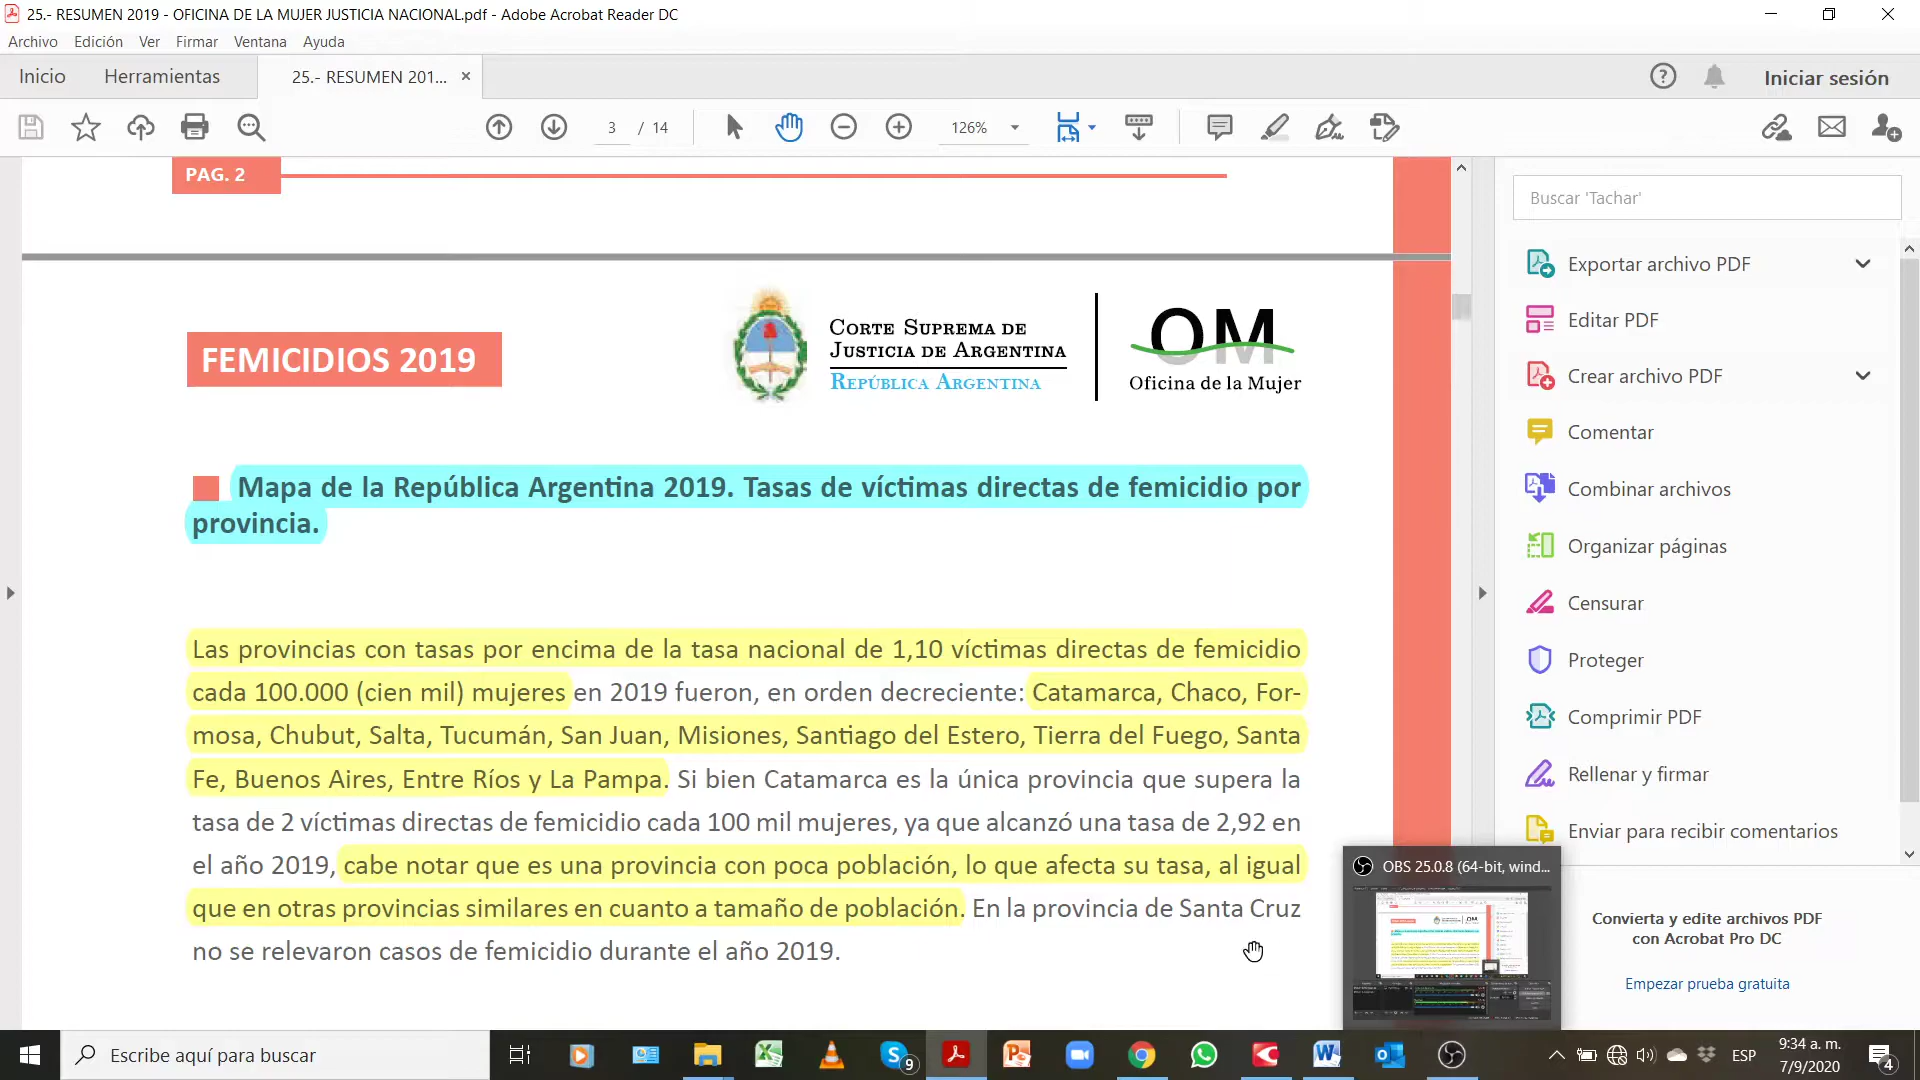 25.- RESUMEN 2019 - OFICINA DE LA MUJER JUSTICIA NACIONAL.pdf - Adobe Acrobat Reader DC
Archivo Edición Ver Firmar Ventana Ayuda
Inicio Herramientas 25.- RESUMEN 201... × Iniciar sesión
3 / 14 126%
PAG. 2
Buscar 'Tachar'
Exportar archivo PDF
Editar PDF
Crear archivo PDF
Comentar
Combinar archivos
Organizar páginas
Censurar
Proteger
Comprimir PDF
Rellenar y firmar
Enviar para recibir comentarios
Convierta y edite archivos PDF
con Acrobat Pro DC
Empezar prueba gratuita
FEMICIDIOS 2019
CORTE SUPREMA DE
JUSTICIA DE ARGENTINA
REPÚBLICA ARGENTINA
OM
Oficina de la Mujer
Mapa de la República Argentina 2019. Tasas de víctimas directas de femicidio por
provincia.
Las provincias con tasas por encima de la tasa nacional de 1,10 víctimas directas de femicidio
cada 100.000 (cien mil) mujeres en 2019 fueron, en orden decreciente: Catamarca, Chaco, For-
mosa, Chubut, Salta, Tucumán, San Juan, Misiones, Santiago del Estero, Tierra del Fuego, Santa
Fe, Buenos Aires, Entre Ríos y La Pampa. Si bien Catamarca es la única provincia que supera la
tasa de 2 víctimas directas de femicidio cada 100 mil mujeres, ya que alcanzó una tasa de 2,92 en
el año 2019, cabe notar que es una provincia con poca población, lo que afecta su tasa, al igual
que en otras provincias similares en cuanto a tamaño de población. En la provincia de Santa Cruz
no se relevaron casos de femicidio durante el año 2019.
OBS 25.0.8 (64-bit, wind...
Escribe aquí para buscar
9
ESP
9:34 a. m.
7/9/2020
4